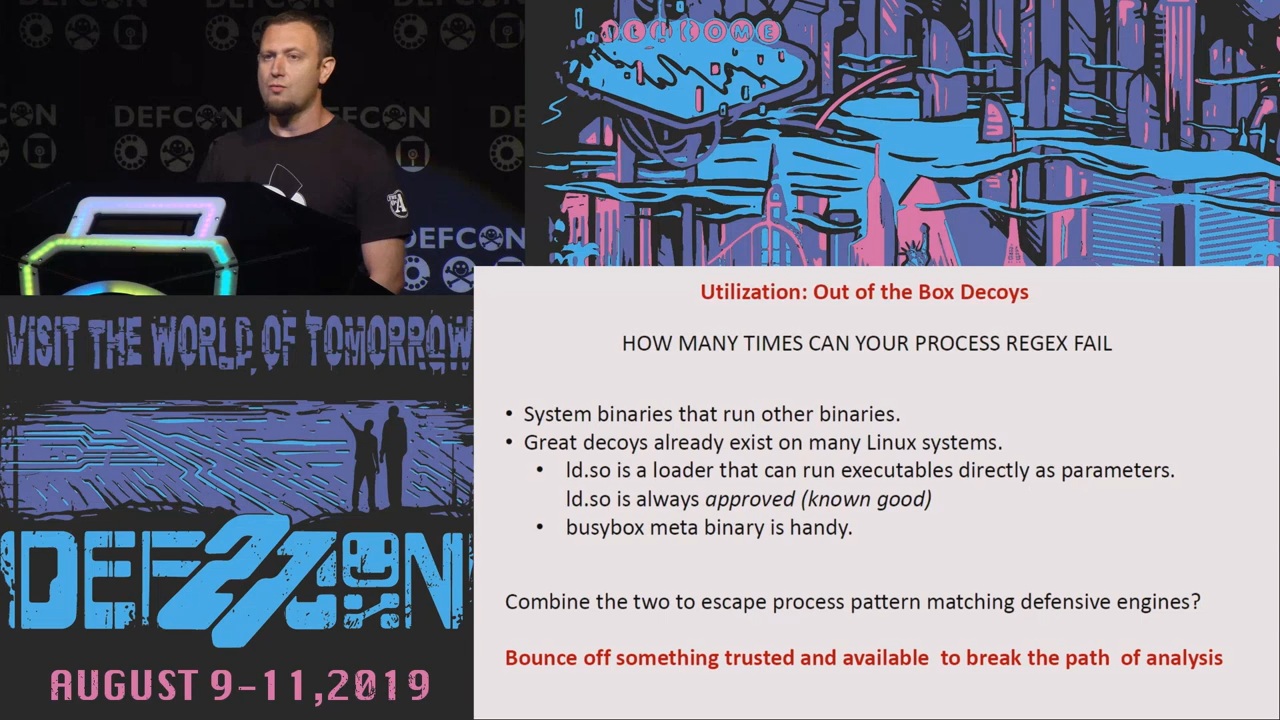 WELCOME
DEFCON
DEFCON
DEFCON
VISIT THE WORLD OF TOMORROW
DEF27CON
AUGUST 9-11,2019
Utilization: Out of the Box Decoys
HOW MANY TIMES CAN YOUR PROCESS REGEX FAIL
• System binaries that run other binaries.
• Great decoys already exist on many Linux systems.
• ld.so is a loader that can run executables directly as parameters.
ld.so is always approved (known good)
• busybox meta binary is handy.
Combine the two to escape process pattern matching defensive engines?
Bounce off something trusted and available to break the path of analysis